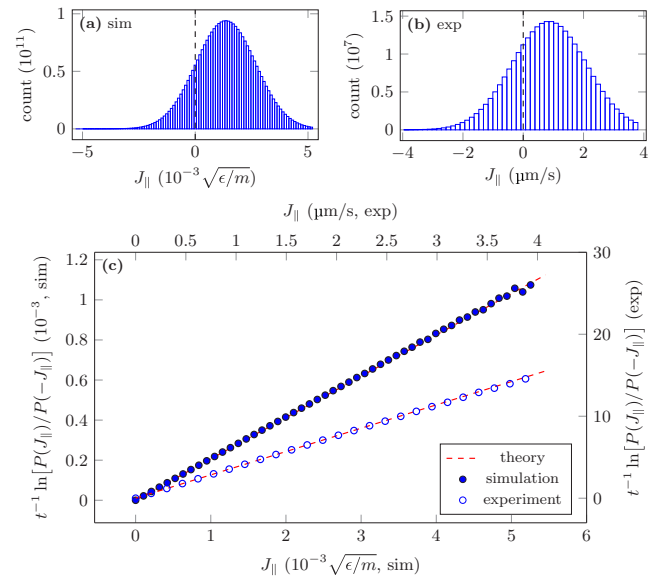 (a) sim
count (10¹¹)
1
0.5
0
−5 0 5
J∥ (10⁻³√ϵ/m)
(b) exp
count (10⁷)
1.5
1
0.5
0
−4 −2 0 2 4
J∥ (µm/s)
J∥ (µm/s, exp)
0 0.5 1 1.5 2 2.5 3 3.5 4
(c)
t⁻¹ ln[P(J∥)/P(−J∥)] (10⁻³, sim)
1.2
1
0.8
0.6
0.4
0.2
0
30
20
10
0
t⁻¹ ln[P(J∥)/P(−J∥)] (exp)
theory
simulation
experiment
0 1 2 3 4 5 6
J∥ (10⁻³√ϵ/m, sim)